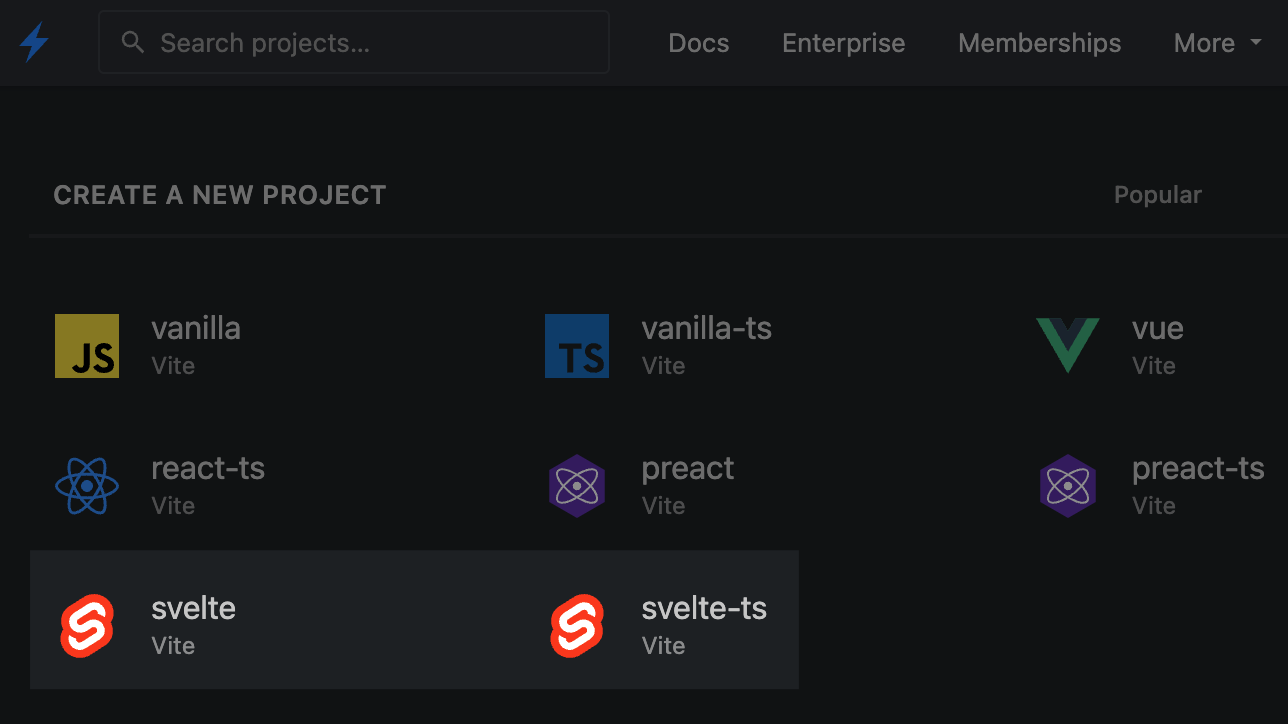 Search projects... Docs Enterprise Memberships More
CREATE A NEW PROJECT Popular
JS vanilla TS vanilla-ts vue
Vite Vite Vite
react-ts preact preact-ts
Vite Vite Vite
svelte svelte-ts
Vite Vite